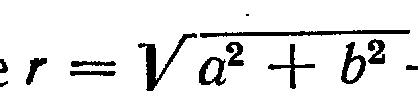 r = √a² + b²